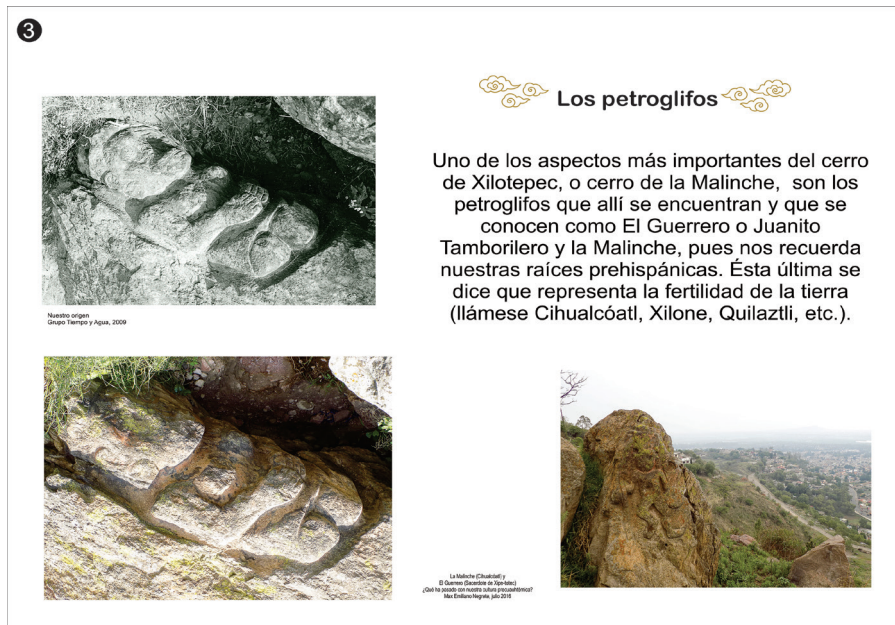 3
Los petroglifos
Uno de los aspectos más importantes del cerro
de Xilotepec, o cerro de la Malinche, son los
petroglifos que allí se encuentran y que se
conocen como El Guerrero o Juanito
Tamborilero y la Malinche, pues nos recuerda
nuestras raíces prehispánicas. Ésta última se
dice que representa la fertilidad de la tierra
(llámese Cihualcóatl, Xilone, Quilaztli, etc.).
Nuestro origen
Grupo Tiempo y Agua, 2009
La Malinche (Cihualcóatl) y
El Guerrero (Sacerdote de Xipe-totec)
¿Qué ha pasado con nuestra cultura precuauhtémica?
Max Emiliano Negrete, julio 2016